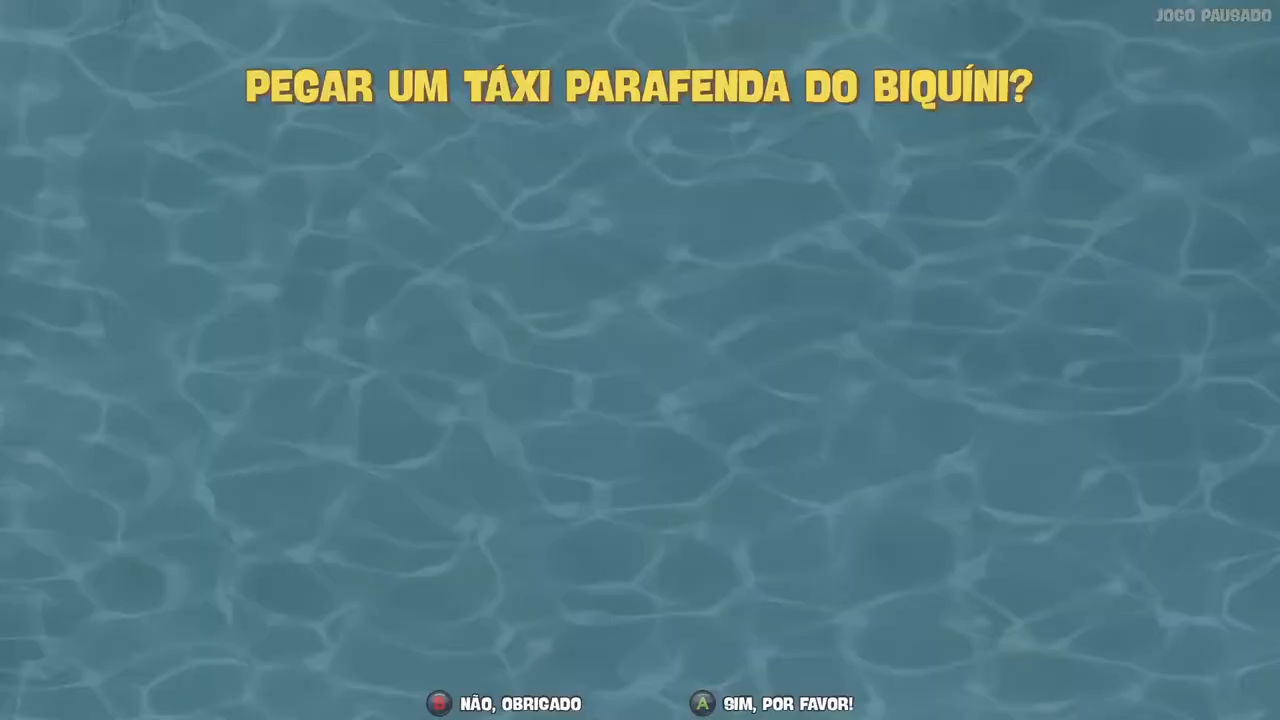 JOGO PAUSADO
PEGAR UM TÁXI PARAFENDA DO BIQUÍNI?
B NÃO, OBRIGADO
A SIM, POR FAVOR!